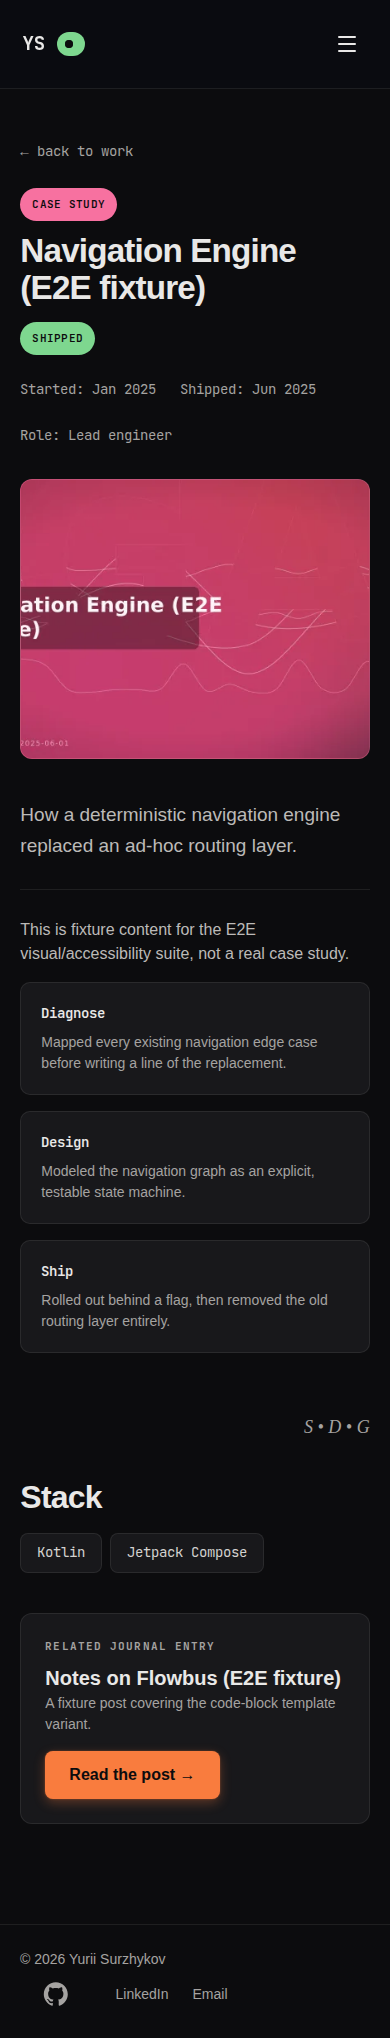 YS
← back to work
CASE STUDY
Navigation Engine
(E2E fixture)
SHIPPED
Started: Jan 2025 Shipped: Jun 2025
Role: Lead engineer
ation Engine (E2E
e)
2025-06-01
How a deterministic navigation engine
replaced an ad-hoc routing layer.
This is fixture content for the E2E
visual/accessibility suite, not a real case study.
Diagnose
Mapped every existing navigation edge case
before writing a line of the replacement.
Design
Modeled the navigation graph as an explicit,
testable state machine.
Ship
Rolled out behind a flag, then removed the old
routing layer entirely.
S • D • G
Stack
Kotlin Jetpack Compose
RELATED JOURNAL ENTRY
Notes on Flowbus (E2E fixture)
A fixture post covering the code-block template
variant.
Read the post →
© 2026 Yurii Surzhykov
LinkedIn Email